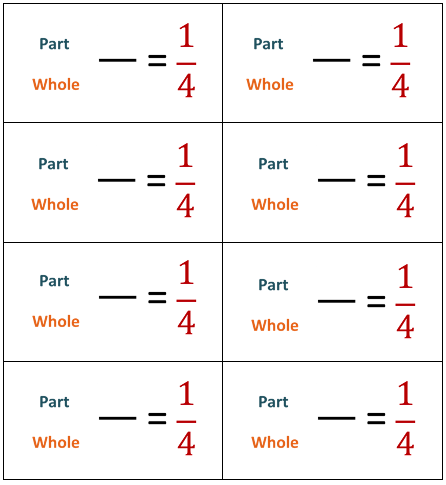 Part — = 1/4 Part — = 1/4
Whole Whole
Part — = 1/4 Part — = 1/4
Whole Whole
Part — = 1/4 Part — = 1/4
Whole Whole
Part — = 1/4 Part — = 1/4
Whole Whole